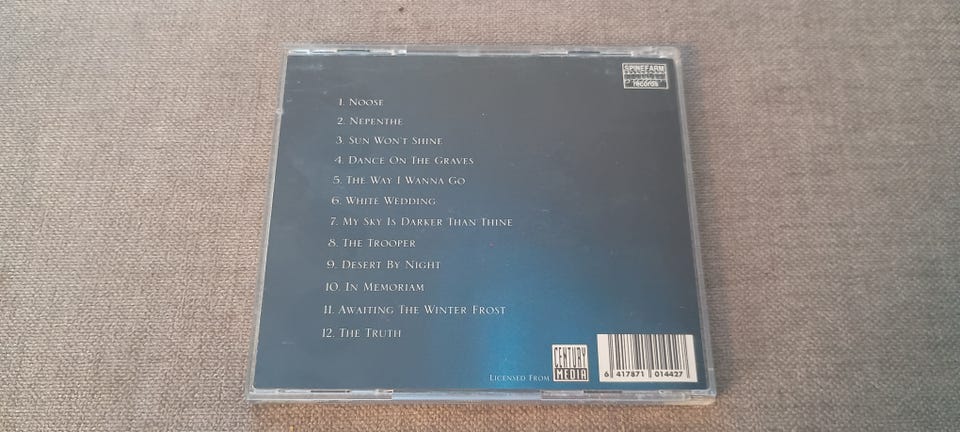 SPINEFARM
records
1. Noose
2. Nepenthe
3. Sun Won't Shine
4. Dance On The Graves
5. The Way I Wanna Go
6. White Wedding
7. My Sky Is Darker Than Thine
8. The Trooper
9. Desert By Night
10. In Memoriam
11. Awaiting The Winter Frost
12. The Truth
Licensed From
CENTURY
MEDIA
6 417871 014427